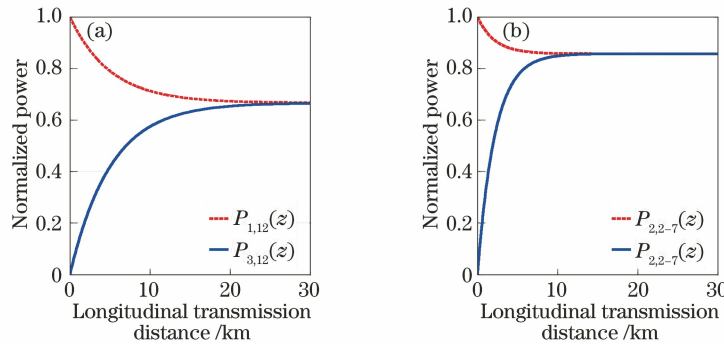 (a)
Normalized power
1.0
0.8
0.6
0.4
0.2
0
P1,12(z)
P3,12(z)
0 10 20 30
Longitudinal transmission
distance /km
(b)
Normalized power
1.0
0.8
0.6
0.4
0.2
0
P2,2-7(z)
P2,2-7(z)
0 10 20 30
Longitudinal transmission
distance /km